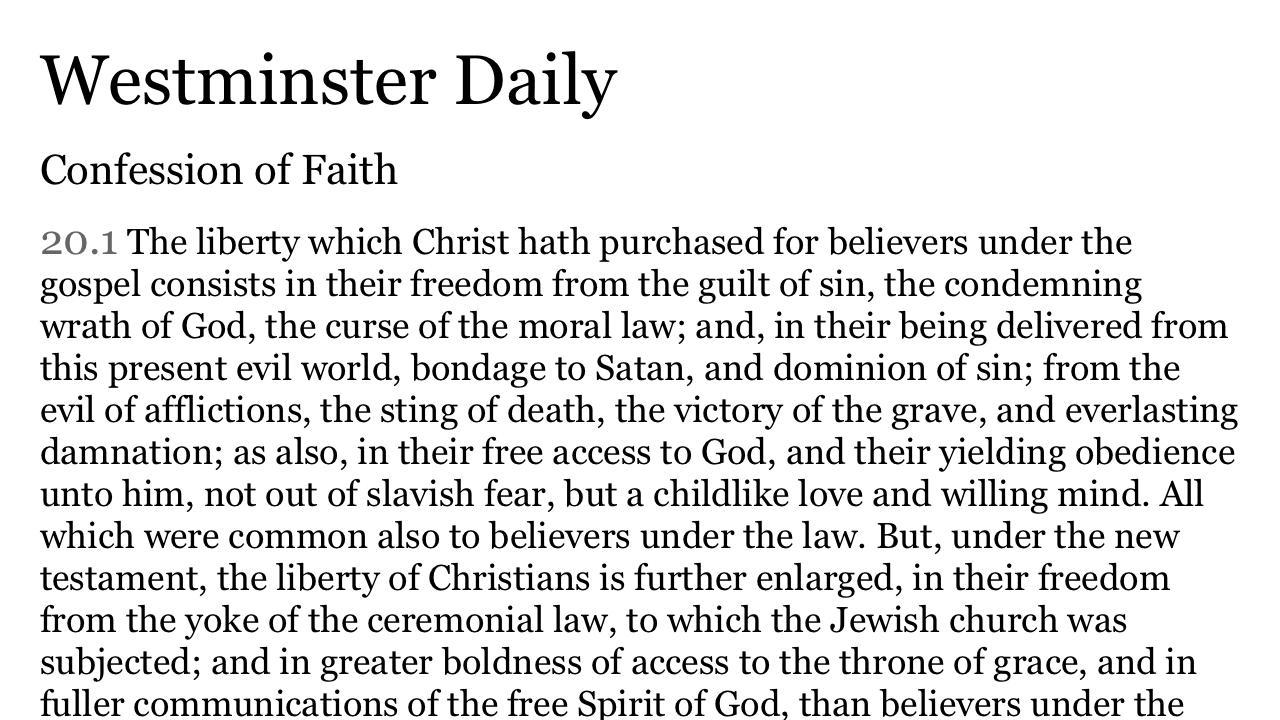 Westminster Daily
Confession of Faith
20.1 The liberty which Christ hath purchased for believers under the
gospel consists in their freedom from the guilt of sin, the condemning
wrath of God, the curse of the moral law; and, in their being delivered from
this present evil world, bondage to Satan, and dominion of sin; from the
evil of afflictions, the sting of death, the victory of the grave, and everlasting
damnation; as also, in their free access to God, and their yielding obedience
unto him, not out of slavish fear, but a childlike love and willing mind. All
which were common also to believers under the law. But, under the new
testament, the liberty of Christians is further enlarged, in their freedom
from the yoke of the ceremonial law, to which the Jewish church was
subjected; and in greater boldness of access to the throne of grace, and in
fuller communications of the free Spirit of God, than believers under the